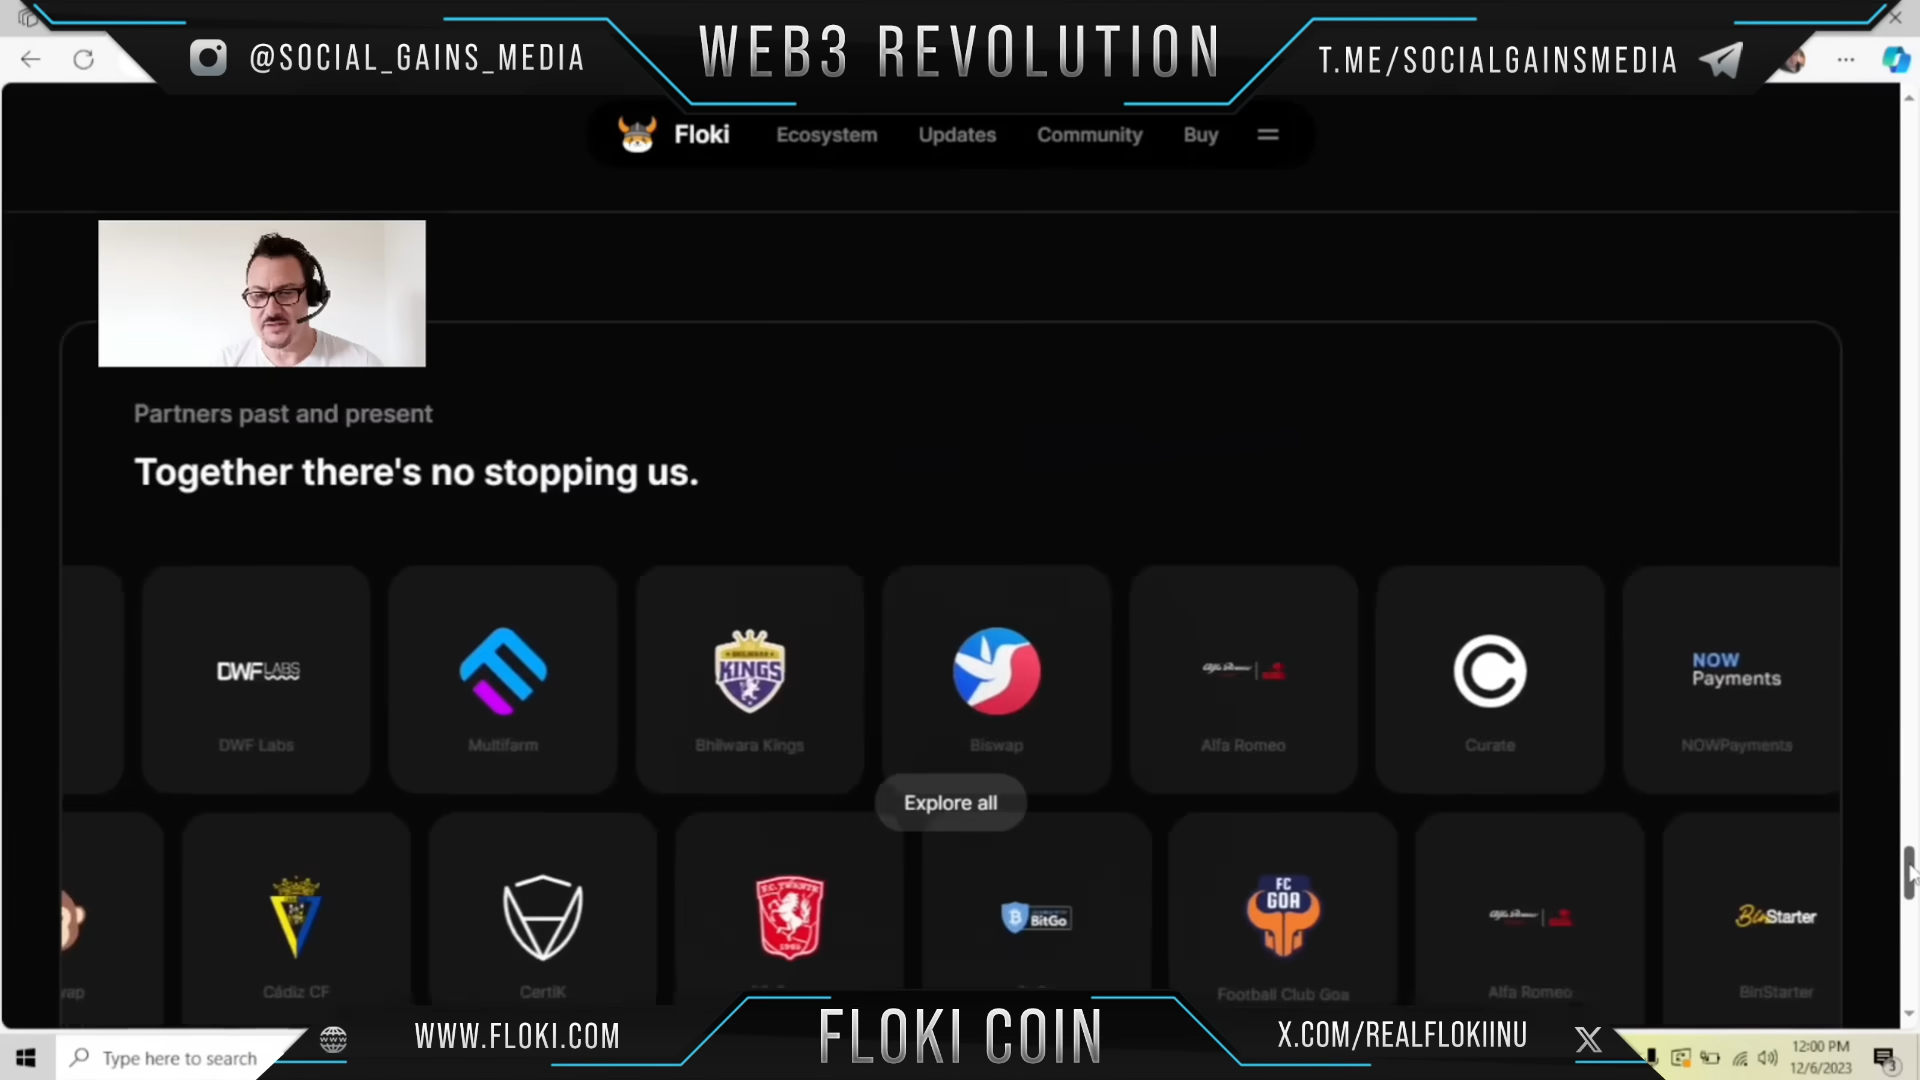 @SOCIAL_GAINS_MEDIA
WEB3 REVOLUTION
T.ME/SOCIALGAINSMEDIA
Floki
Ecosystem
Updates
Community
Buy
Partners past and present
Together there's no stopping us.
DWF LABS
KINGS
NOW
Payments
DWF Labs
Multifarm
Bhilwara Kings
Biswap
Alfa Romeo
Curate
NOWPayments
Explore all
F.C. TWENTE
BitGo
FC
GOA
BinStarter
Cádiz CF
CertiK
Football Club Goa
Alfa Romeo
BinStarter
WWW.FLOKI.COM
FLOKI COIN
X.COM/REALFLOKIINU
Type here to search
12:00 PM
12/6/2023
3